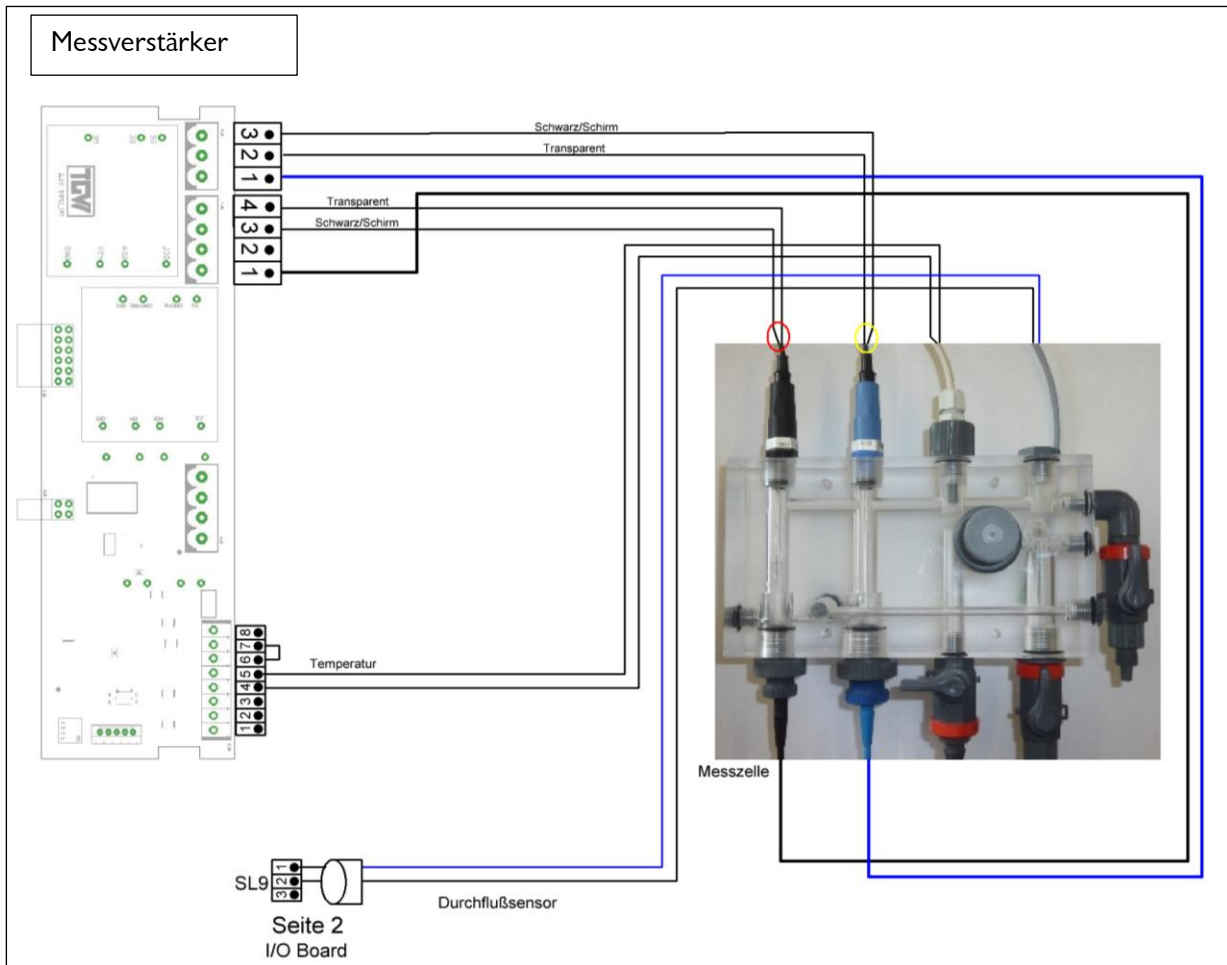 Messverstärker
TGW
3
2
1
4
3
2
1
Schwarz/Schirm
Transparent
Transparent
Schwarz/Schirm
8
7
6
5
4
3
2
1
Temperatur
Messzelle
SL9
1
2
3
Durchflußsensor
Seite 2
I/O Board